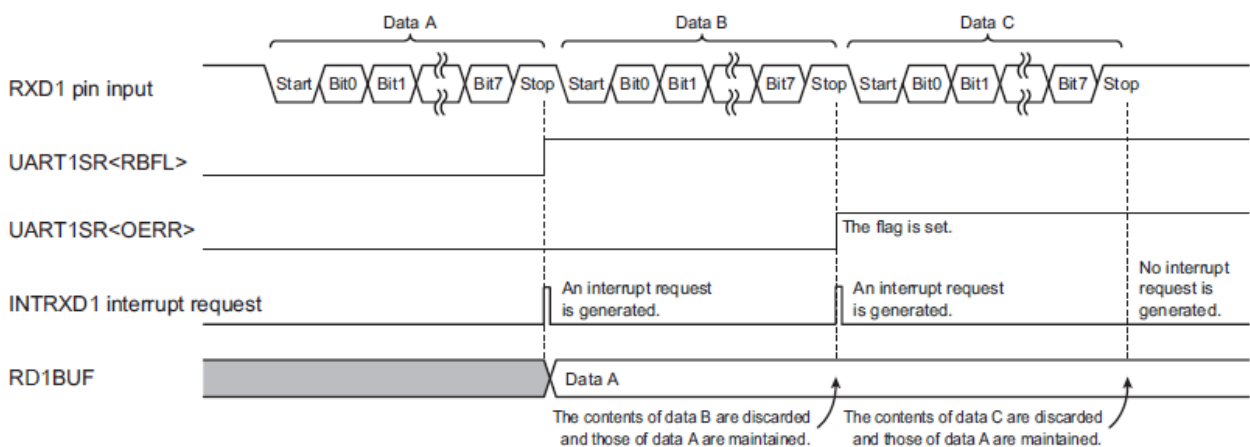 Data A Data B Data C
RXD1 pin input Start Bit0 Bit1 Bit7 Stop Start Bit0 Bit1 Bit7 Stop Start Bit0 Bit1 Bit7 Stop
UART1SR<RBFL>
UART1SR<OERR> The flag is set.
INTRXD1 interrupt request
An interrupt request
is generated.
An interrupt request
is generated.
No interrupt
request is
generated.
RD1BUF Data A
The contents of data B are discarded
and those of data A are maintained.
The contents of data C are discarded
and those of data A are maintained.